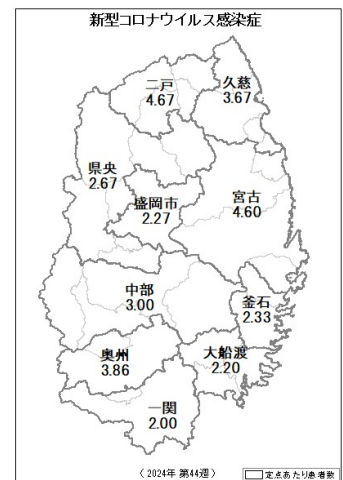 新型コロナウイルス感染症
二戸
4.67
久慈
3.67
県央
2.67
盛岡市
2.27
宮古
4.60
中部
3.00
釜石
2.33
奥州
3.86
大船渡
2.20
一関
2.00
（2024年 第44週）
定点あたり患者数